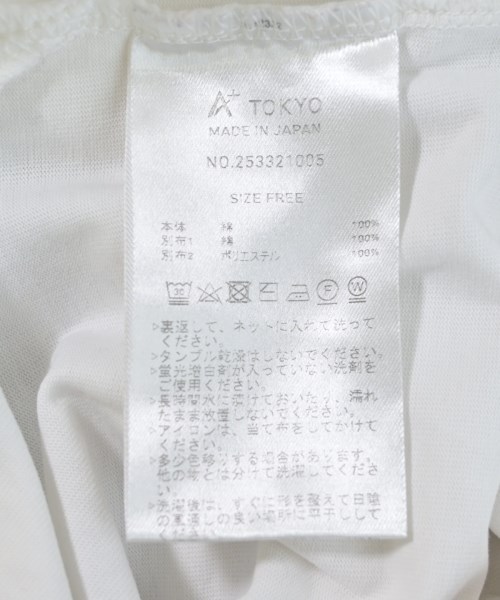 A+ TOKYO
MADE IN JAPAN
NO.253321005
SIZE FREE
本体 綿 100%
別布1 綿 100%
別布2 ポリエステル 100%
30 F W
▷裏返して、ネットに入れて洗って
ください。
▷タンブル乾燥はしないでください。
▷蛍光増白剤が入っていない洗剤を
ご使用ください。
▷長時間水に漬けておいたり、濡れ
たまま放置しないでください。
▷アイロンは、当て布をしてかけて
ください。
▷多少色移りする場合があります。
他の物とは分けて洗濯してくださ
い。
▷洗濯後は、すぐに形を整えて日陰
の風通しの良い場所に平干しして
ください。